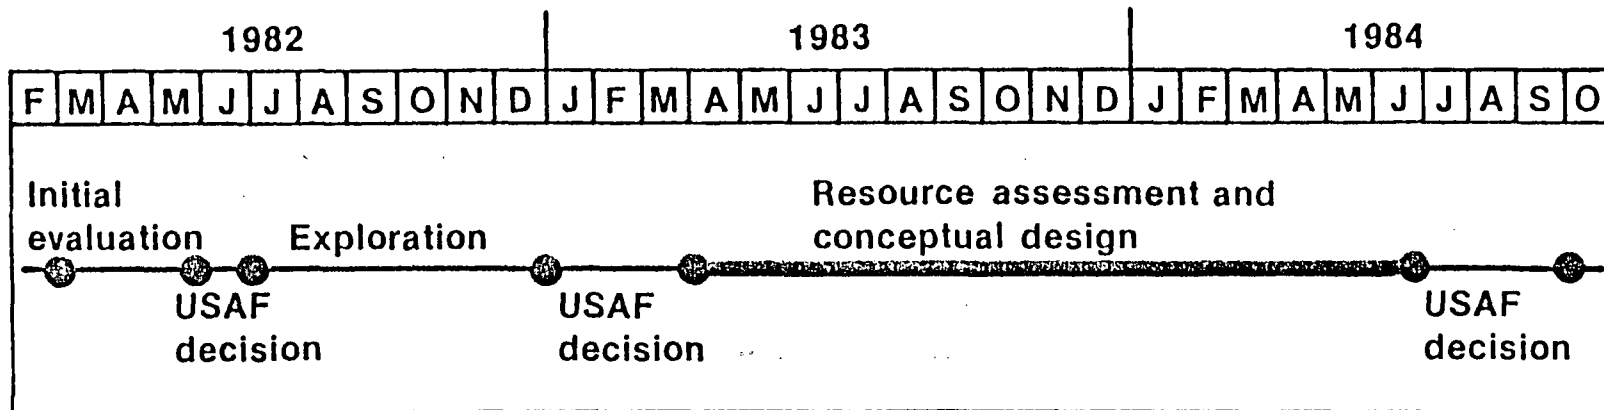 1982 1983 1984
F M A M J J A S O N D J F M A M J J A S O N D J F M A M J J A S O
Initial
evaluation
Exploration
Resource assessment and
conceptual design
USAF
decision
USAF
decision
USAF
decision